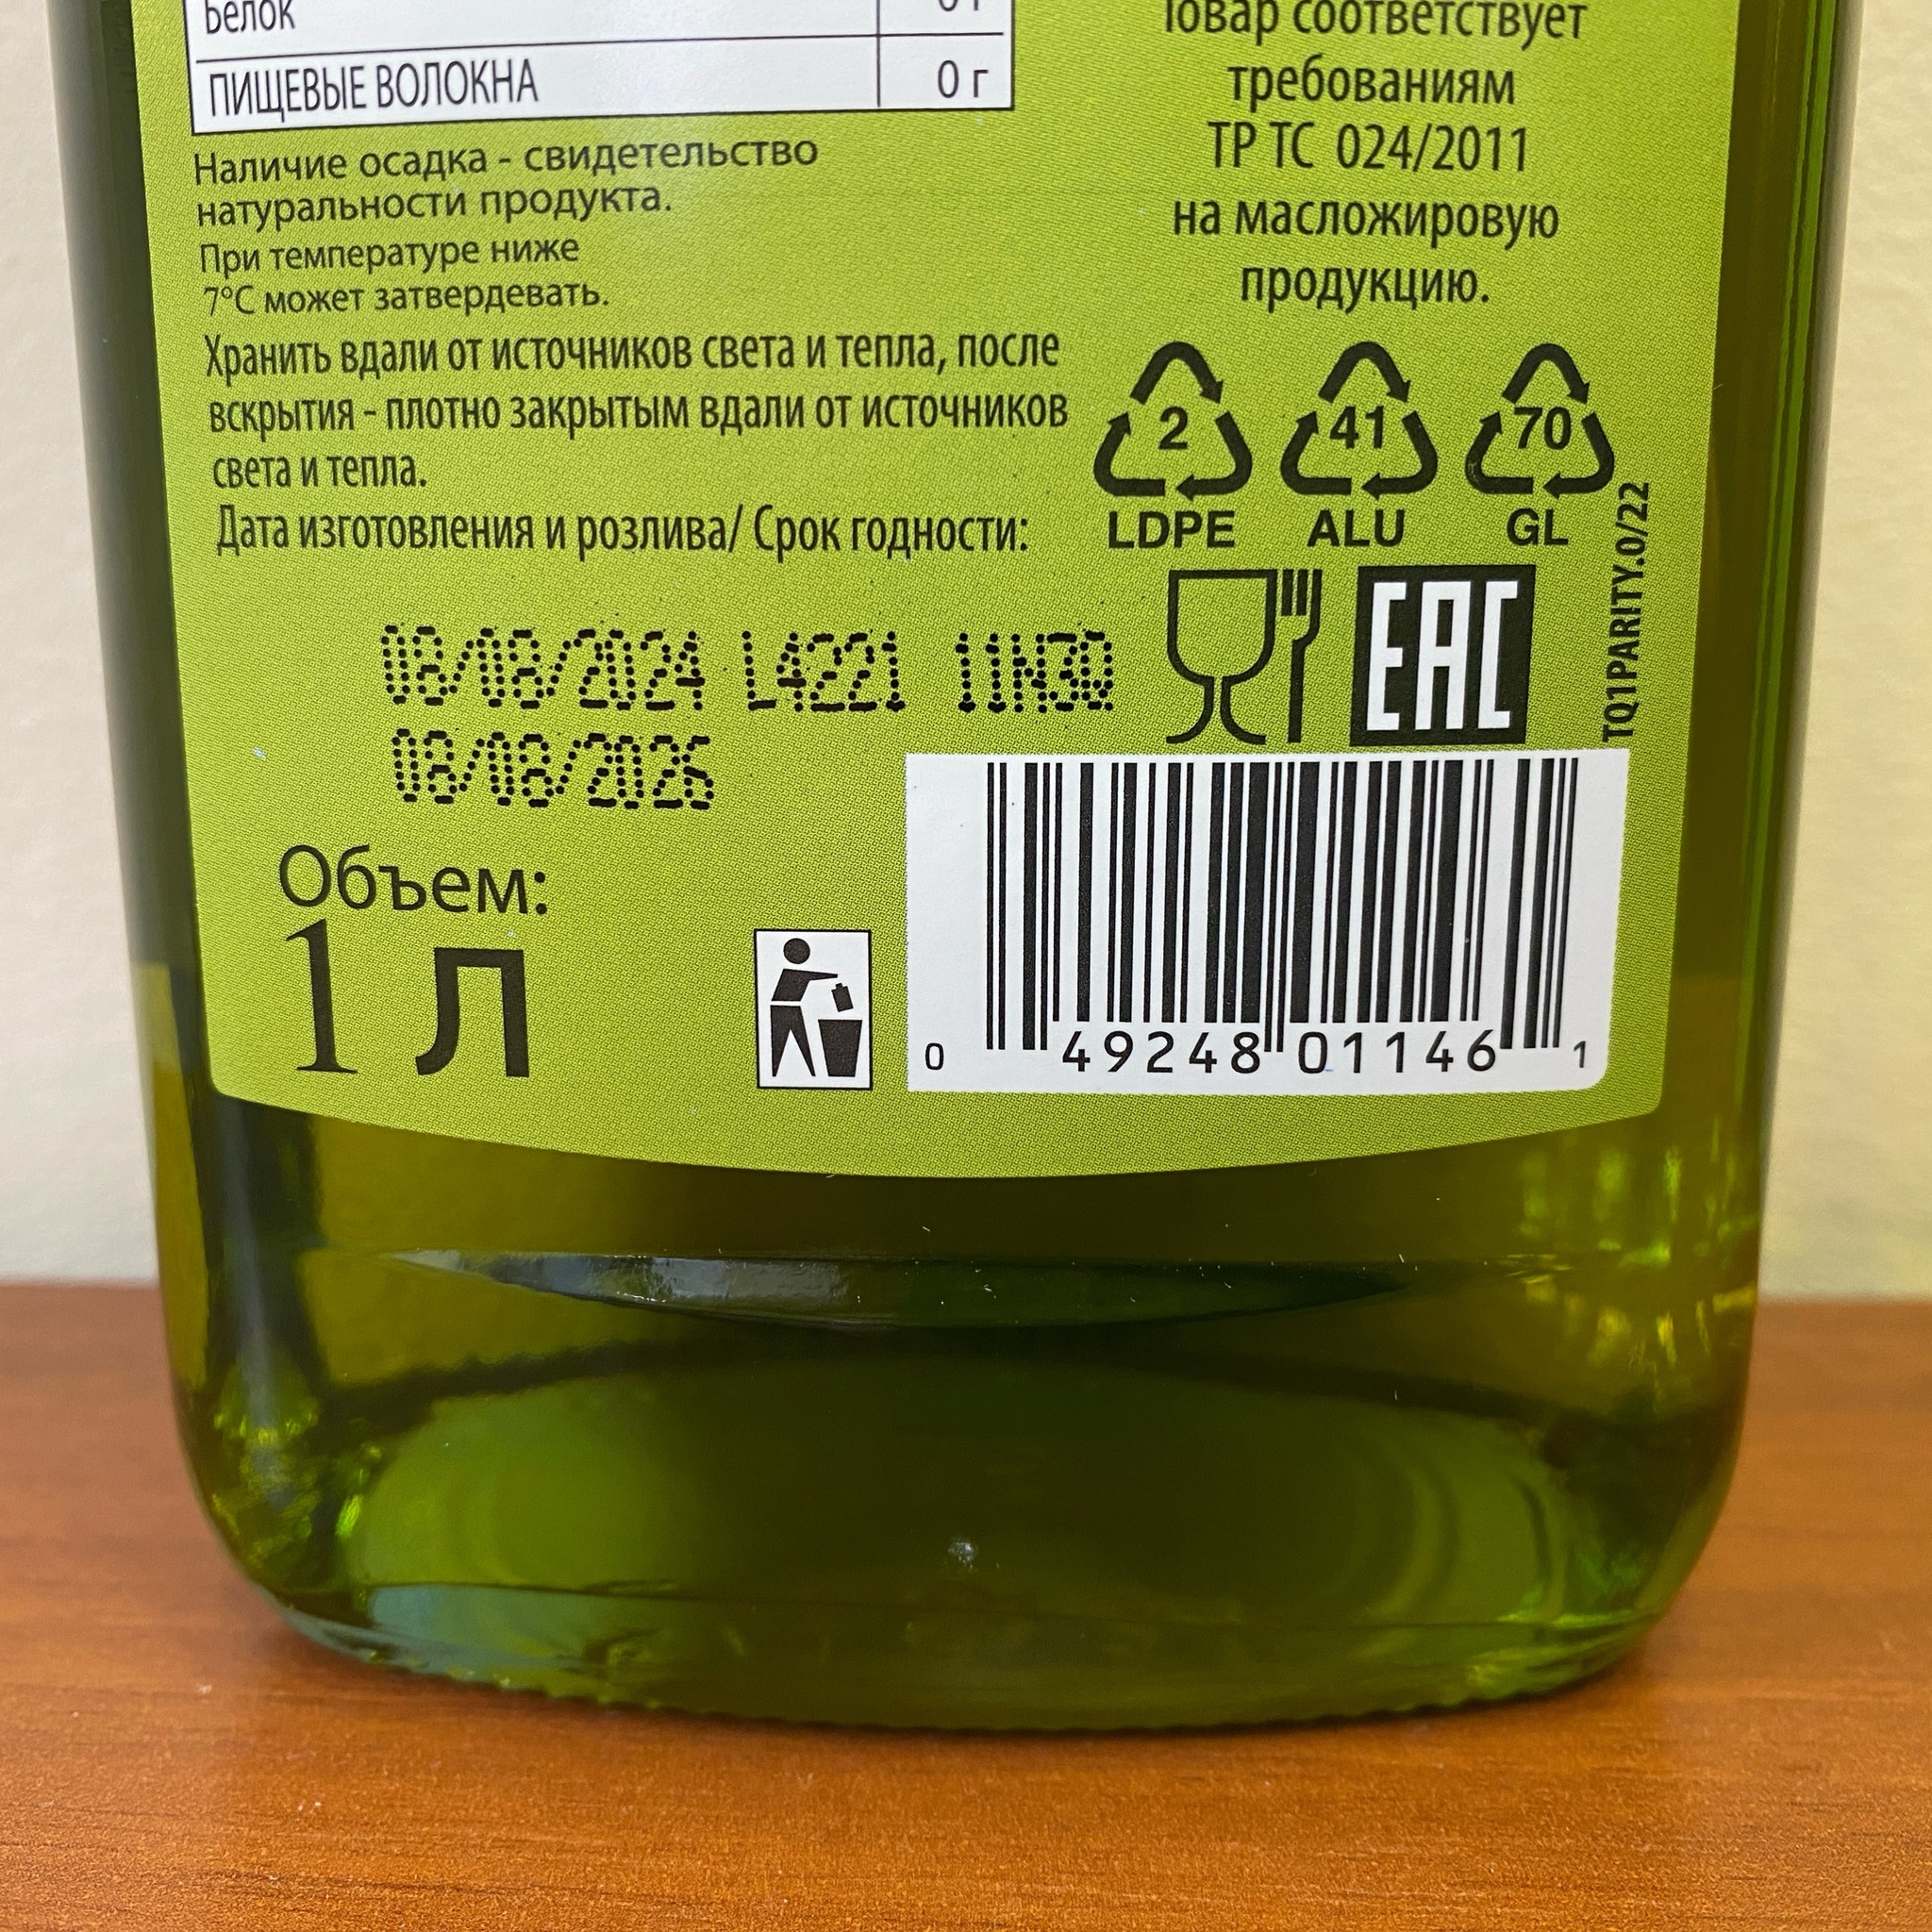 Белок 0 г
ПИЩЕВЫЕ ВОЛОКНА 0 г
Наличие осадка - свидетельство
натуральности продукта.
При температуре ниже
7°С может затвердевать.
Хранить вдали от источников света и тепла, после
вскрытия - плотно закрытым вдали от источников
света и тепла.
Дата изготовления и розлива/ Срок годности:
08/08/2024 L4221 11N30
08/08/2026
Объем:
1 л
Товар соответствует
требованиям
ТР ТС 024/2011
на масложировую
продукцию.
2 41 70
LDPE ALU GL
TQ1PARITY.0/22
EAC
0 49248 01146 1